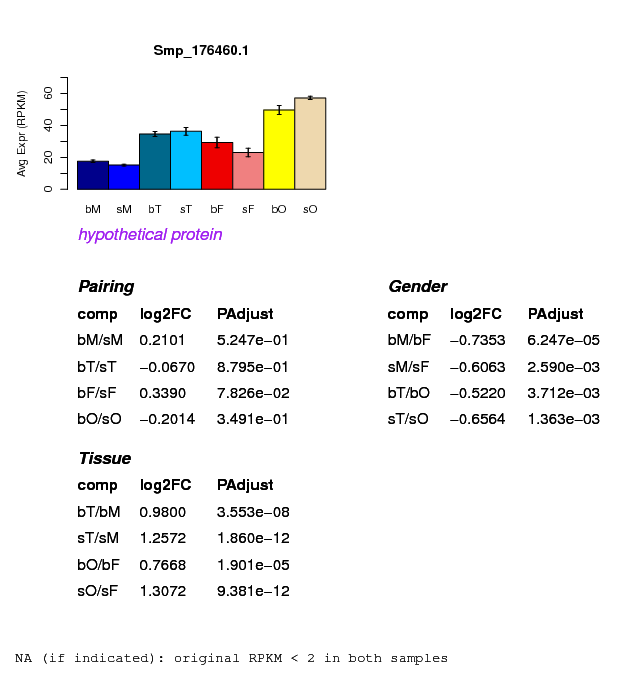 Smp_176460.1
Avg Expr (RPKM)
0 20 40 60
bM sM bT sT bF sF bO sO
hypothetical protein
Pairing
comp log2FC PAdjust
bM/sM 0.2101 5.247e−01
bT/sT −0.0670 8.795e−01
bF/sF 0.3390 7.826e−02
bO/sO −0.2014 3.491e−01
Gender
comp log2FC PAdjust
bM/bF −0.7353 6.247e−05
sM/sF −0.6063 2.590e−03
bT/bO −0.5220 3.712e−03
sT/sO −0.6564 1.363e−03
Tissue
comp log2FC PAdjust
bT/bM 0.9800 3.553e−08
sT/sM 1.2572 1.860e−12
bO/bF 0.7668 1.901e−05
sO/sF 1.3072 9.381e−12
NA (if indicated): original RPKM < 2 in both samples